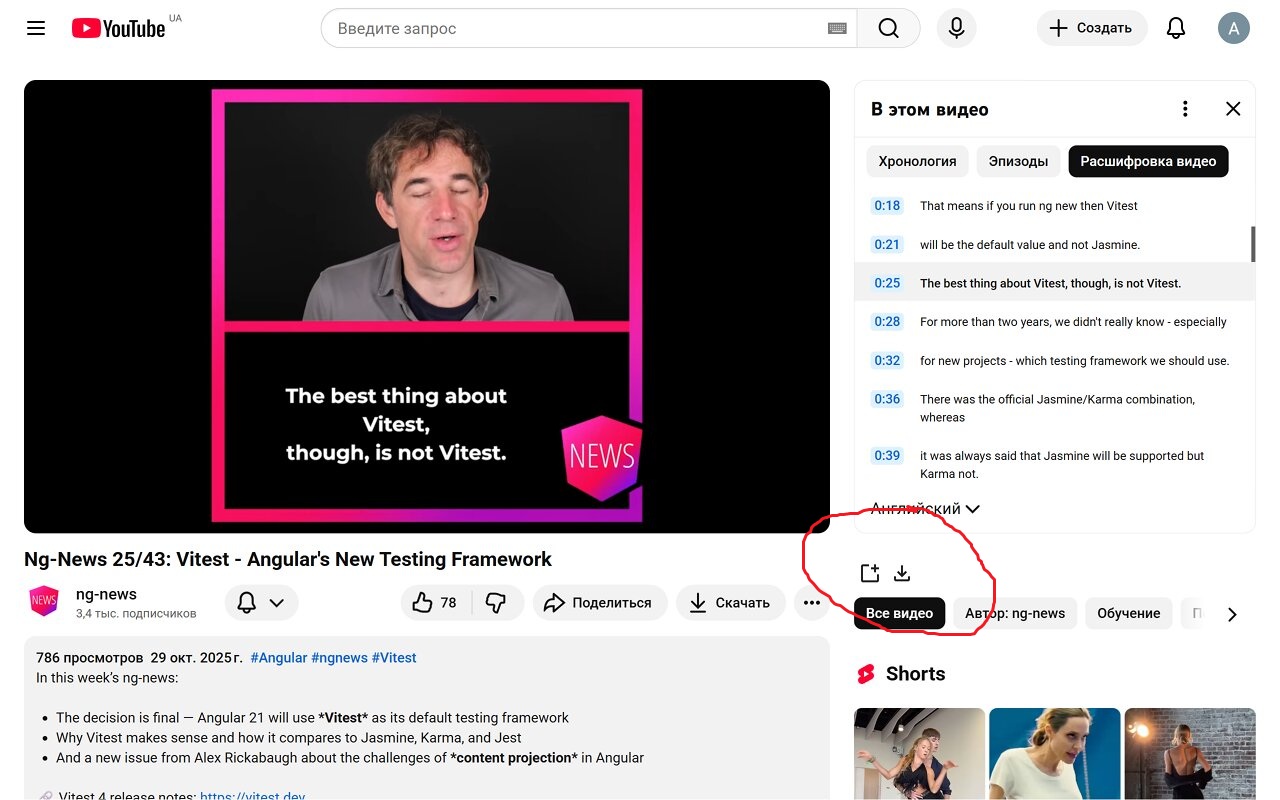 YouTube UA
Введите запрос
Создать
A
The best thing about
Vitest,
though, is not Vitest.
NEWS
В этом видео
Хронология
Эпизоды
Расшифровка видео
0:18 That means if you run ng new then Vitest
0:21 will be the default value and not Jasmine.
0:25 The best thing about Vitest, though, is not Vitest.
0:28 For more than two years, we didn't really know - especially
0:32 for new projects - which testing framework we should use.
0:36 There was the official Jasmine/Karma combination,
whereas
0:39 it was always said that Jasmine will be supported but
Karma not.
Английский
Ng-News 25/43: Vitest - Angular's New Testing Framework
NEWS
ng-news
3,4 тыс. подписчиков
78
Поделиться
Скачать
786 просмотров 29 окт. 2025 г. #Angular #ngnews #Vitest
In this week’s ng-news:
• The decision is final — Angular 21 will use *Vitest* as its default testing framework
• Why Vitest makes sense and how it compares to Jasmine, Karma, and Jest
• And a new issue from Alex Rickabaugh about the challenges of *content projection* in Angular
🔗 Vitest 4 release notes: https://vitest.dev
Все видео
Автор: ng-news
Обучение
Shorts